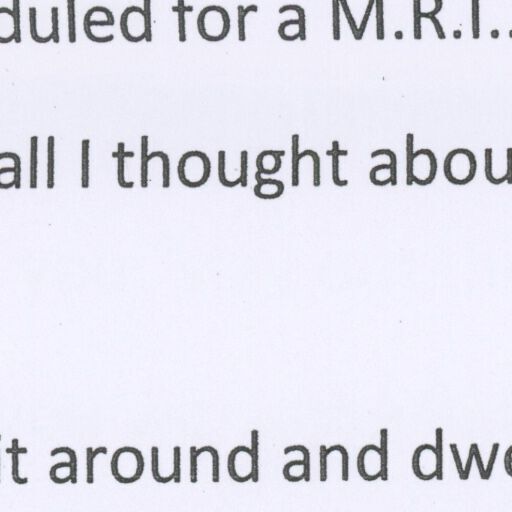 duled for a M.R.I..
all I thought abou
it around and dwe